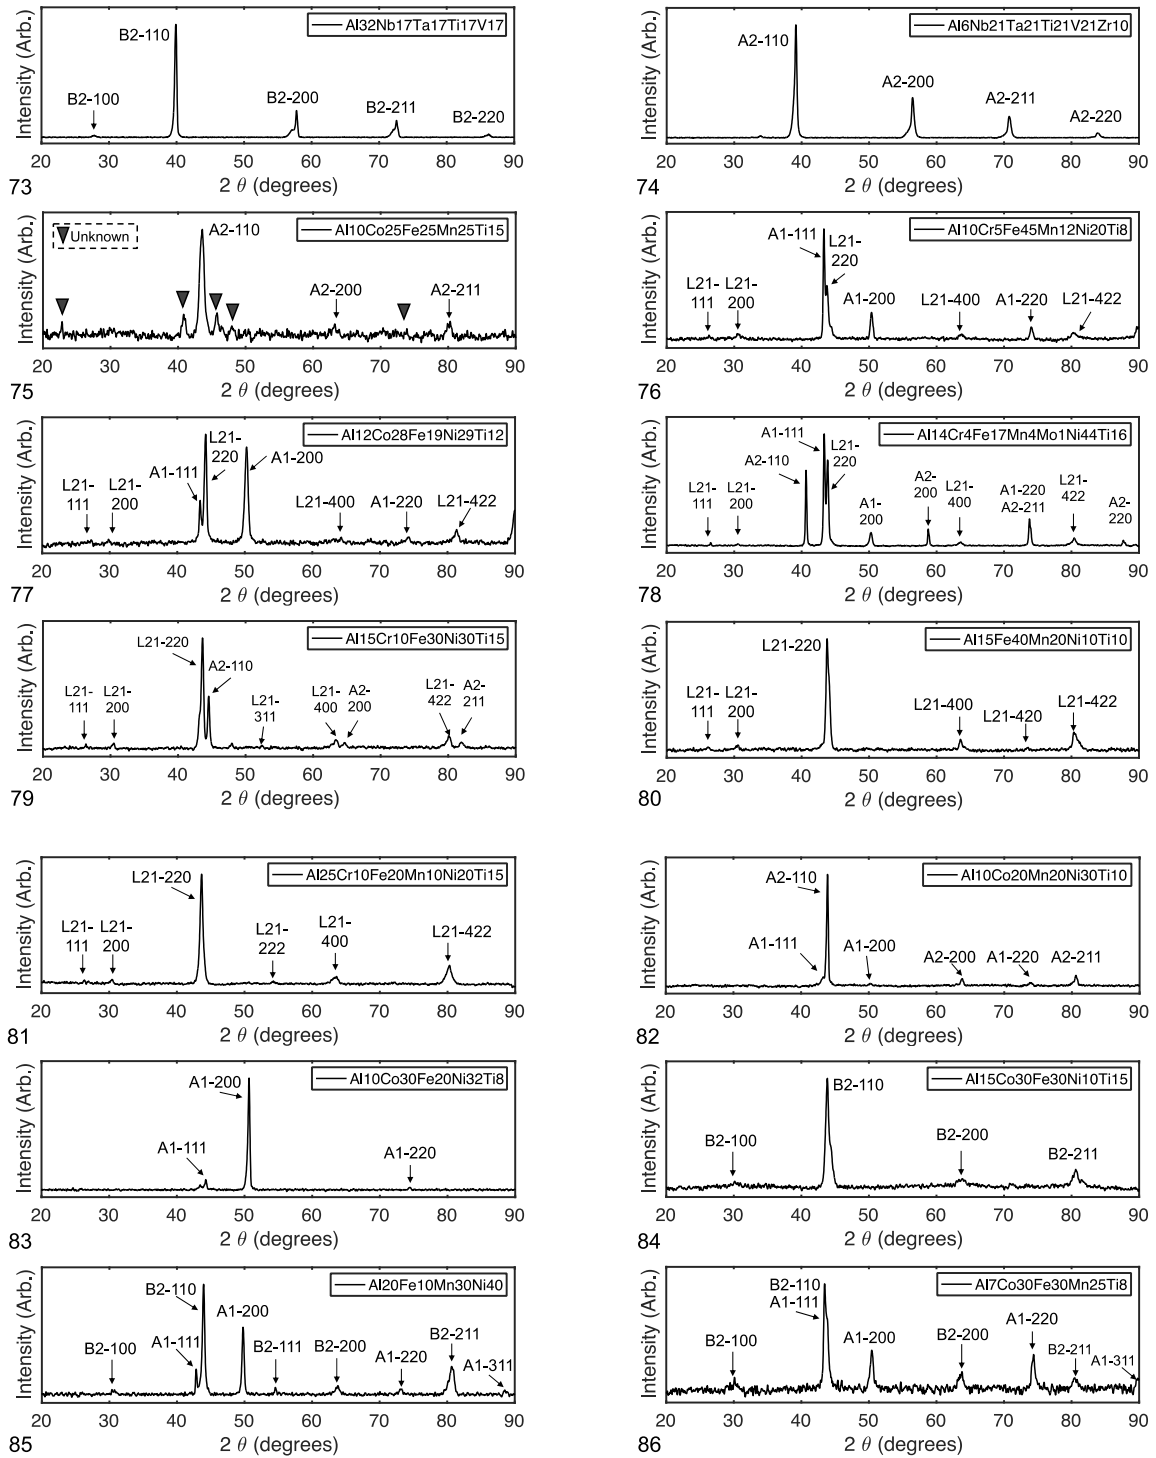 Intensity (Arb.)
Al32Nb17Ta17Ti17V17
B2-110
B2-100
B2-200
B2-211
B2-220
20 30 40 50 60 70 80 90
2 θ (degrees)
73
Intensity (Arb.)
Al6Nb21Ta21Ti21V21Zr10
A2-110
A2-200
A2-211
A2-220
20 30 40 50 60 70 80 90
2 θ (degrees)
74
Intensity (Arb.)
Unknown
Al10Co25Fe25Mn25Ti15
A2-110
A2-200
A2-211
20 30 40 50 60 70 80 90
2 θ (degrees)
75
Intensity (Arb.)
Al10Cr5Fe45Mn12Ni20Ti8
A1-111
L21-
220
L21-
111
L21-
200
A1-200
L21-400
A1-220
L21-422
20 30 40 50 60 70 80 90
2 θ (degrees)
76
Intensity (Arb.)
Al12Co28Fe19Ni29Ti12
L21-
220
A1-111
A1-200
L21-
111
L21-
200
L21-400
A1-220
L21-422
20 30 40 50 60 70 80 90
2 θ (degrees)
77
Intensity (Arb.)
Al14Cr4Fe17Mn4Mo1Ni44Ti16
A1-111
L21-
220
A2-110
L21-
111
L21-
200
A1-
200
A2-
200
L21-
400
A1-220
A2-211
L21-
422
A2-
220
20 30 40 50 60 70 80 90
2 θ (degrees)
78
Intensity (Arb.)
Al15Cr10Fe30Ni30Ti15
L21-220
A2-110
L21-
111
L21-
200
L21-
311
L21-
400
A2-
200
L21-
422
A2-
211
20 30 40 50 60 70 80 90
2 θ (degrees)
79
Intensity (Arb.)
Al15Fe40Mn20Ni10Ti10
L21-220
L21-
111
L21-
200
L21-400
L21-420
L21-422
20 30 40 50 60 70 80 90
2 θ (degrees)
80
Intensity (Arb.)
Al25Cr10Fe20Mn10Ni20Ti15
L21-220
L21-
111
L21-
200
L21-
222
L21-
400
L21-422
20 30 40 50 60 70 80 90
2 θ (degrees)
81
Intensity (Arb.)
Al10Co20Mn20Ni30Ti10
A2-110
A1-111
A1-200
A2-200
A1-220
A2-211
20 30 40 50 60 70 80 90
2 θ (degrees)
82
Intensity (Arb.)
Al10Co30Fe20Ni32Ti8
A1-200
A1-111
A1-220
20 30 40 50 60 70 80 90
2 θ (degrees)
83
Intensity (Arb.)
Al15Co30Fe30Ni10Ti15
B2-110
B2-100
B2-200
B2-211
20 30 40 50 60 70 80 90
2 θ (degrees)
84
Intensity (Arb.)
Al20Fe10Mn30Ni40
B2-110
A1-200
B2-100
A1-111
B2-111
B2-200
A1-220
B2-211
A1-311
20 30 40 50 60 70 80 90
2 θ (degrees)
85
Intensity (Arb.)
Al7Co30Fe30Mn25Ti8
B2-110
A1-111
B2-100
A1-200
B2-200
A1-220
B2-211
A1-311
20 30 40 50 60 70 80 90
2 θ (degrees)
86